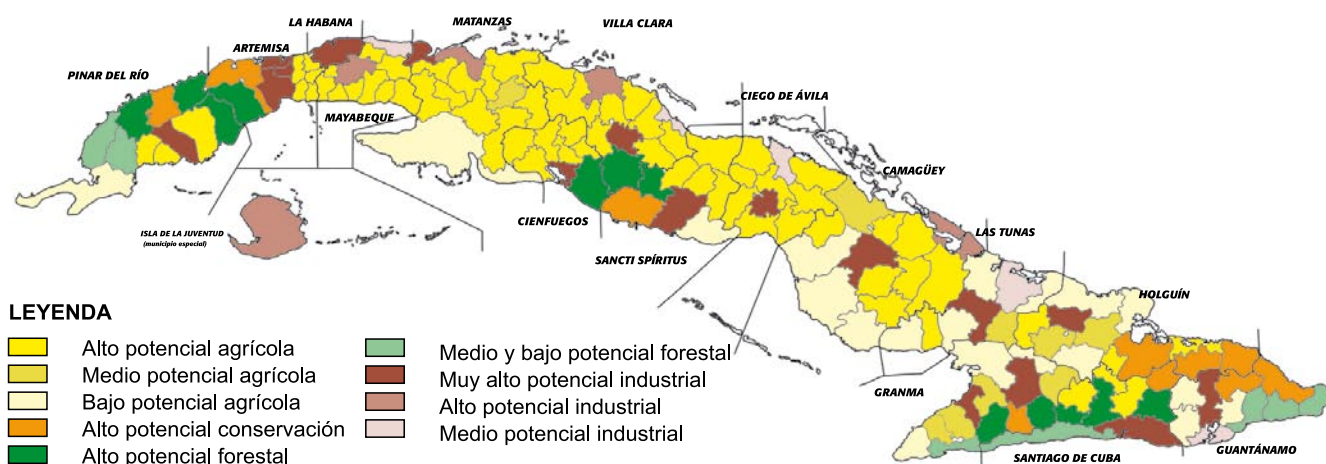 LA HABANA
MATANZAS
VILLA CLARA
ARTEMISA
PINAR DEL RÍO
CIEGO DE ÁVILA
MAYABEQUE
CAMAGÜEY
CIENFUEGOS
ISLA DE LA JUVENTUD
(municipio especial)
LAS TUNAS
SANCTI SPÍRITUS
HOLGUÍN
GRANMA
SANTIAGO DE CUBA
GUANTÁNAMO
LEYENDA
Alto potencial agrícola
Medio potencial agrícola
Bajo potencial agrícola
Alto potencial conservación
Alto potencial forestal
Medio y bajo potencial forestal
Muy alto potencial industrial
Alto potencial industrial
Medio potencial industrial